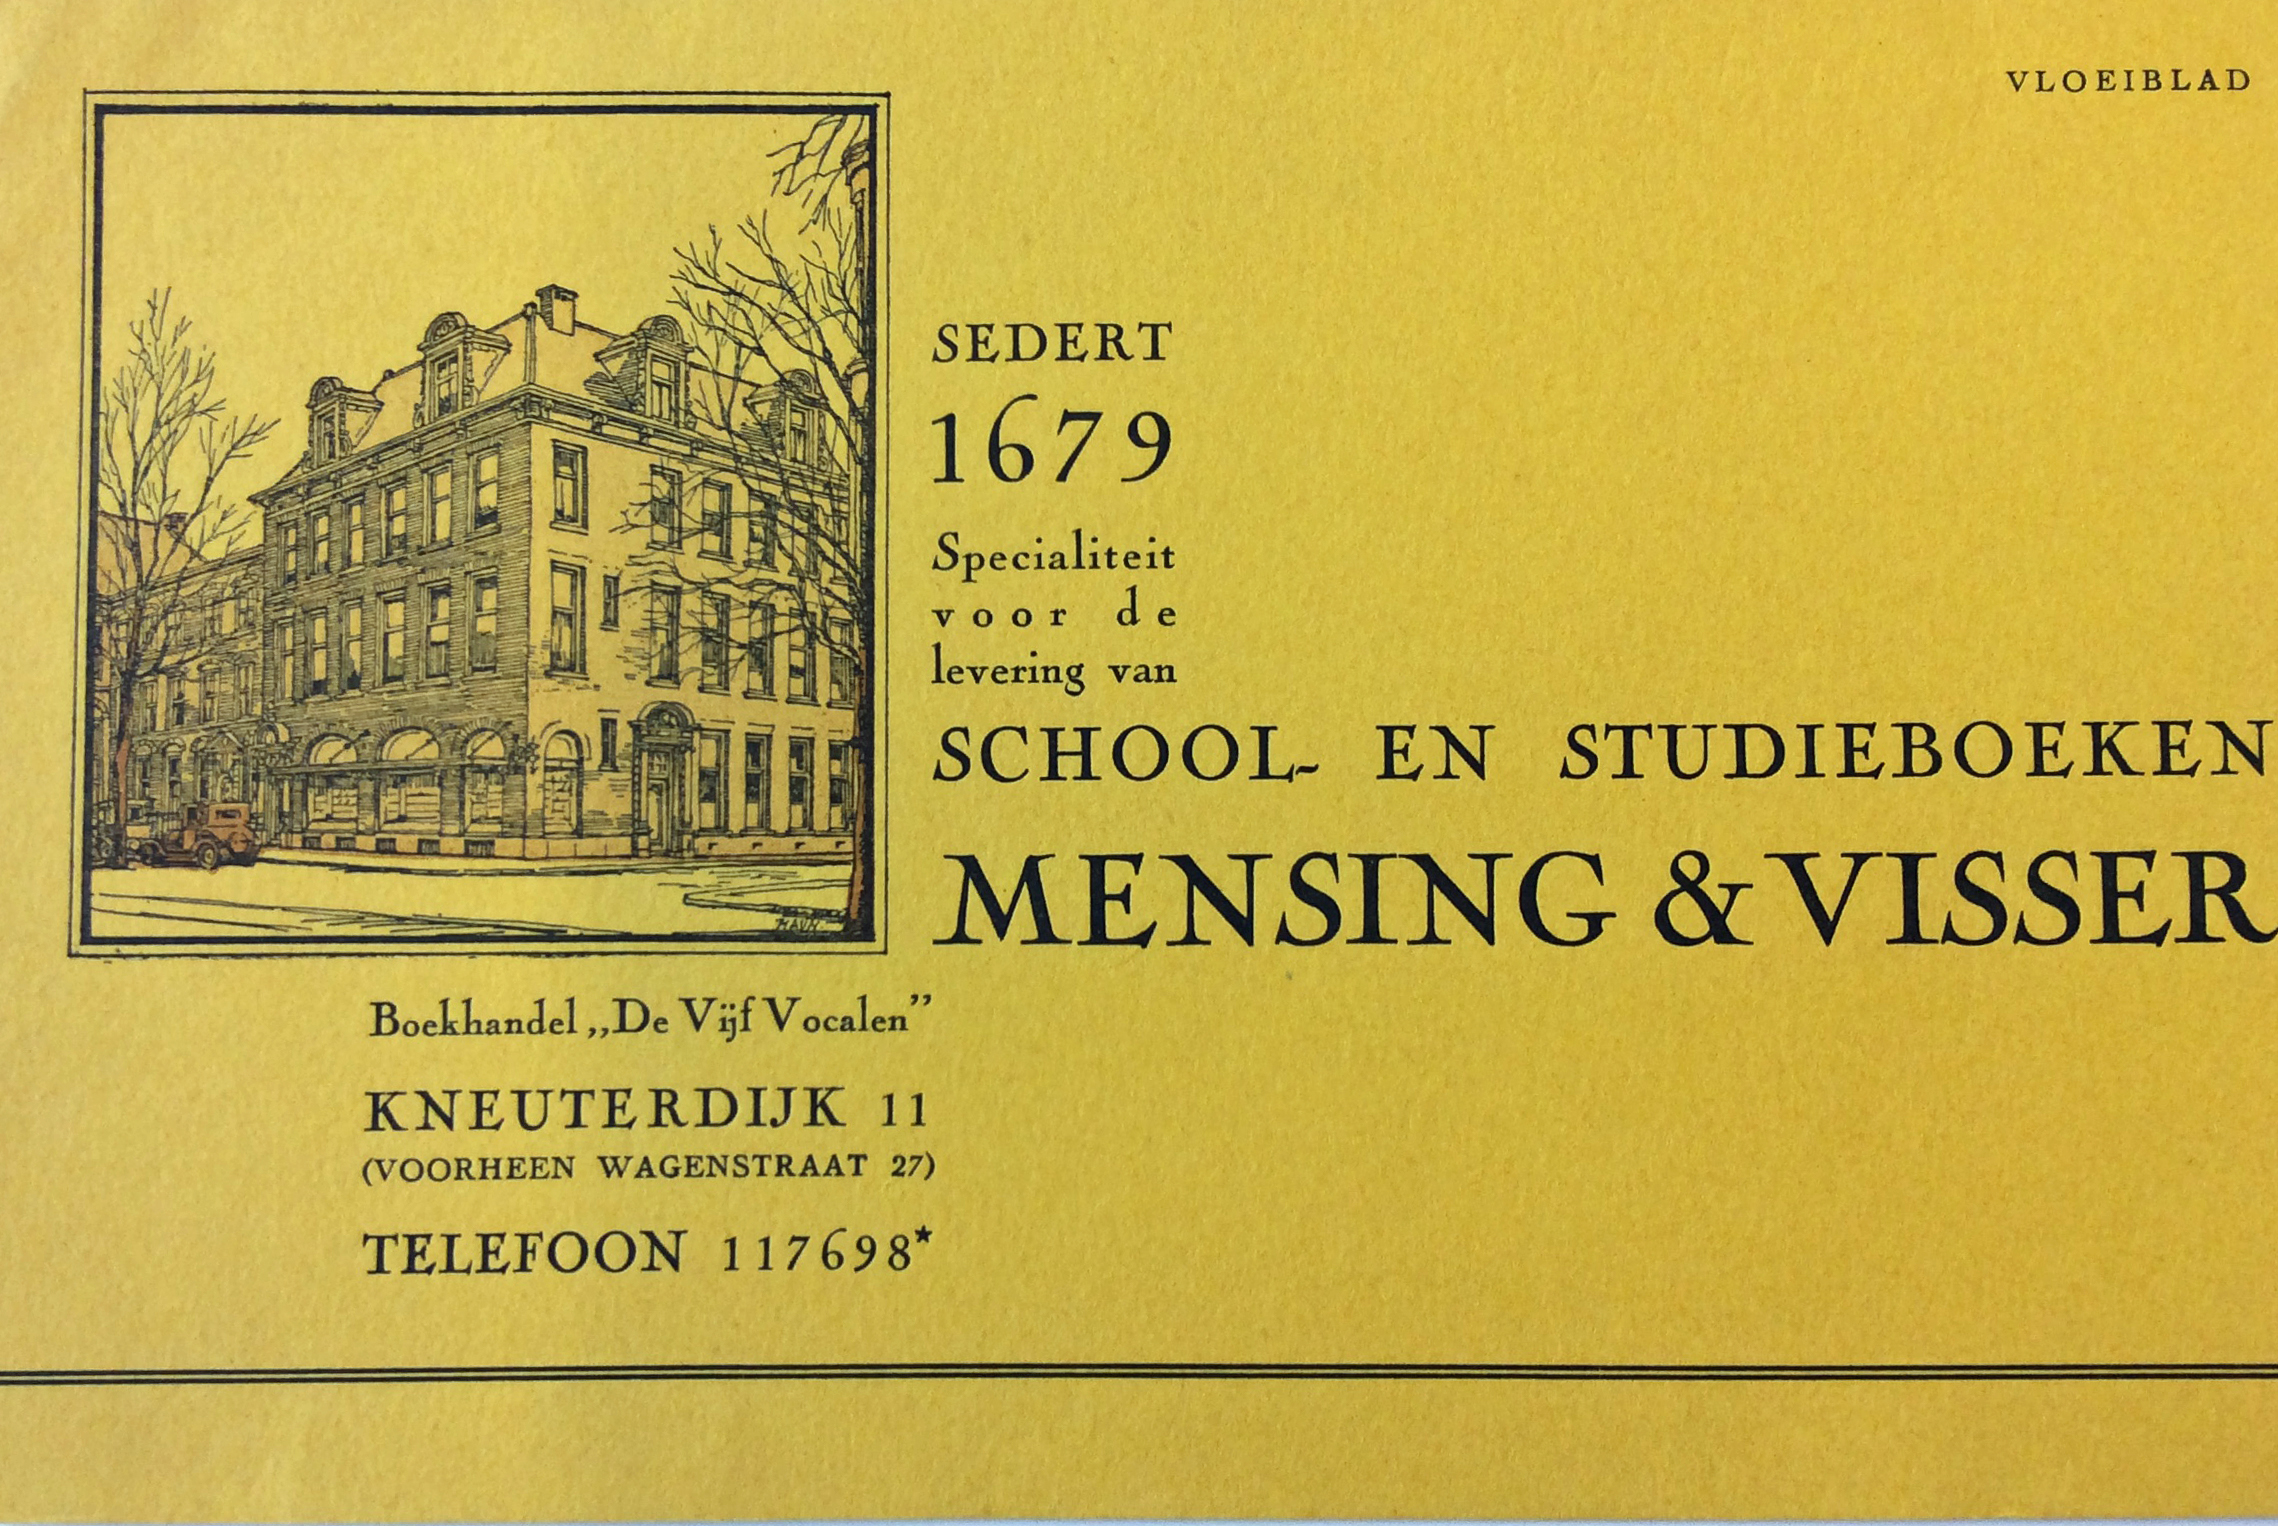 VLOEIBLAD
SEDERT
1679
Specialiteit
voor de
levering van
SCHOOL- EN STUDIEBOEKEN
MENSING & VISSER
Boekhandel „De Vijf Vocalen”
KNEUTERDIJK 11
(VOORHEEN WAGENSTRAAT 27)
TELEFOON 117698*